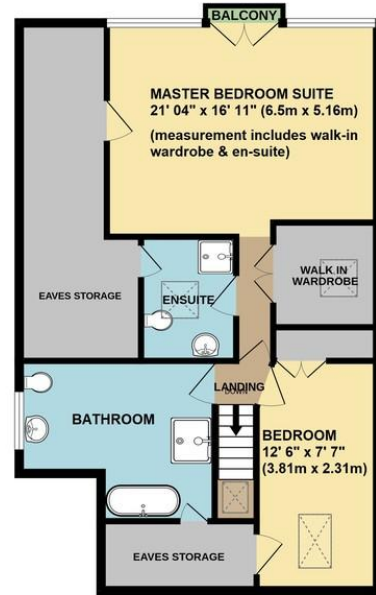 BALCONY
MASTER BEDROOM SUITE
21' 04" x 16' 11" (6.5m x 5.16m)
(measurement includes walk-in
wardrobe & en-suite)
EAVES STORAGE
ENSUITE
WALK IN
WARDROBE
LANDING
DOWN
BATHROOM
BEDROOM
12' 6" x 7' 7"
(3.81m x 2.31m)
EAVES STORAGE